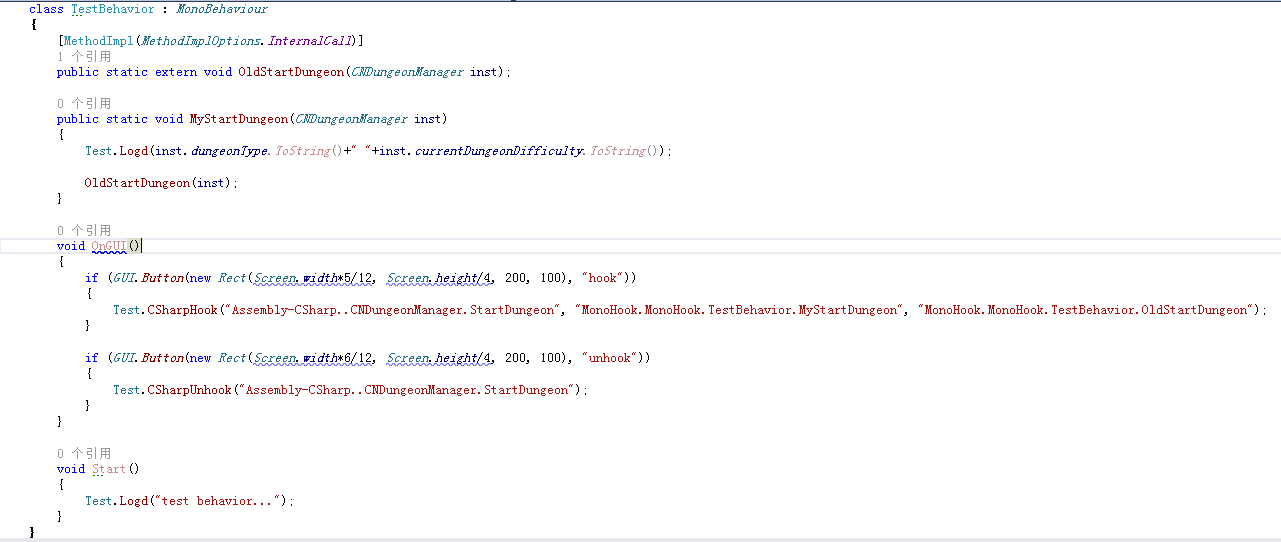 class TestBehavior : MonoBehaviour
{
[MethodImpl(MethodImplOptions.InternalCall)]
1 个引用
public static extern void OldStartDungeon(CNDungeonManager inst);
0 个引用
public static void MyStartDungeon(CNDungeonManager inst)
{
Test.Logd(inst.dungeonType.ToString()+" "+inst.currentDungeonDifficulty.ToString());
OldStartDungeon(inst);
}
0 个引用
void OnGUI()
{
if (GUI.Button(new Rect(Screen.width*5/12, Screen.height/4, 200, 100), "hook"))
{
Test.CSharpHook("Assembly-CSharp..CNDungeonManager.StartDungeon", "MonoHook.MonoHook.TestBehavior.MyStartDungeon", "MonoHook.MonoHook.TestBehavior.OldStartDungeon");
}
if (GUI.Button(new Rect(Screen.width*6/12, Screen.height/4, 200, 100), "unhook"))
{
Test.CSharpUnhook("Assembly-CSharp..CNDungeonManager.StartDungeon");
}
}
0 个引用
void Start()
{
Test.Logd("test behavior...");
}
}